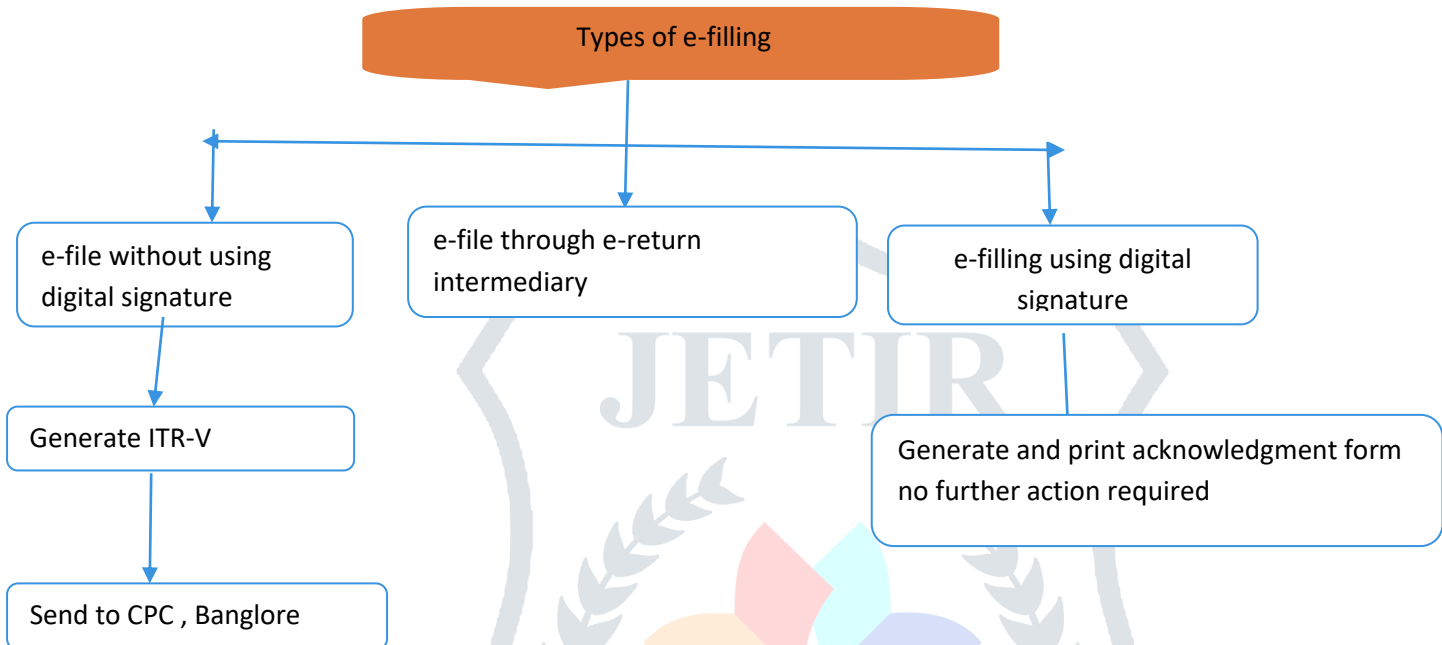 Types of e-filling
e-file without using
digital signature
e-file through e-return
intermediary
e-filling using digital
signature
JETIR
Generate ITR-V
Generate and print acknowledgment form
no further action required
Send to CPC , Banglore